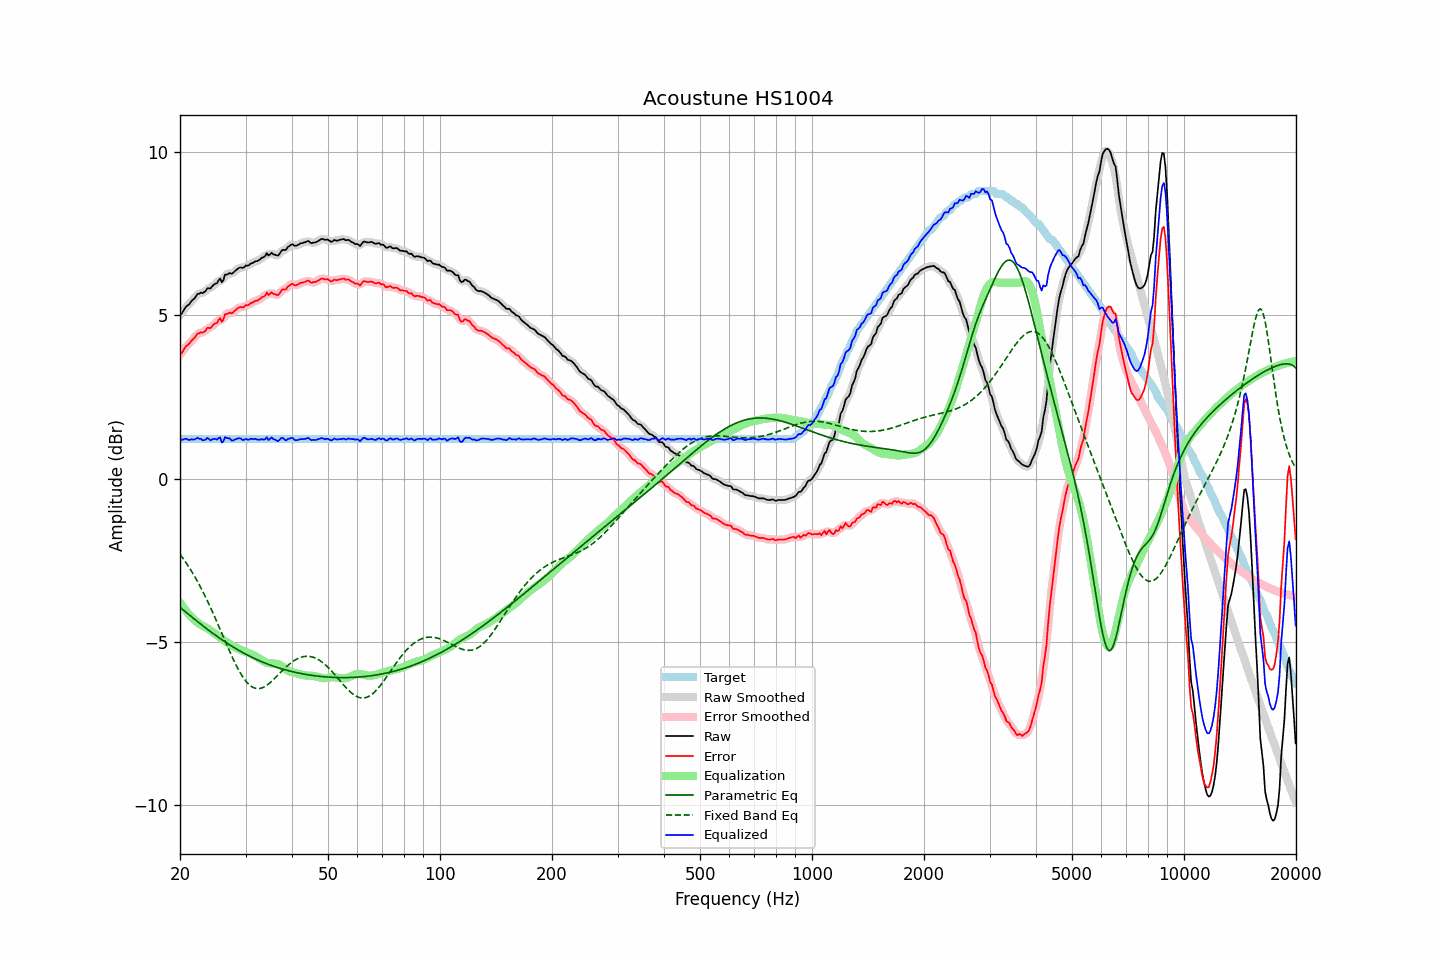 Acoustune HS1004
Amplitude (dBr)
10
5
0
−5
−10
Target
Raw Smoothed
Error Smoothed
Raw
Error
Equalization
Parametric Eq
Fixed Band Eq
Equalized
20 50 100 200 500 1000 2000 5000 10000 20000
Frequency (Hz)